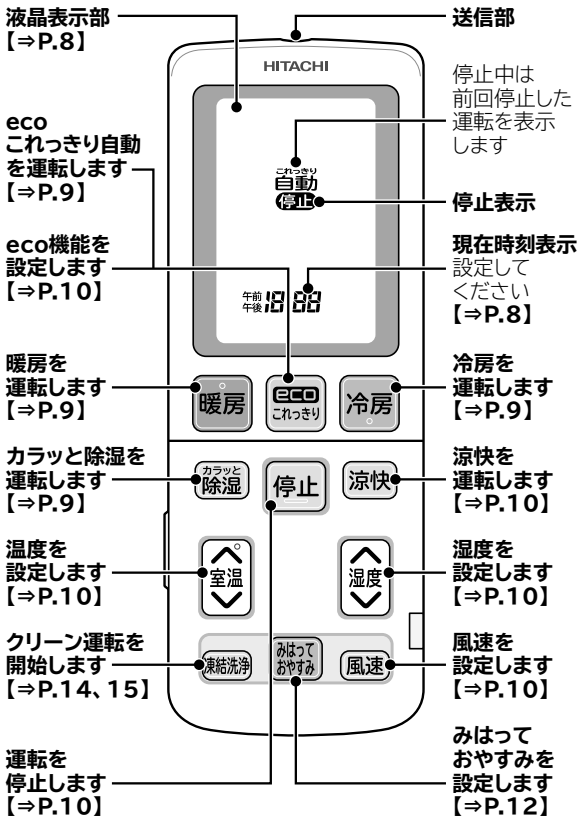 液晶表示部
【⇒P.8】
eco
これっきり自動
を運転します
【⇒P.9】
eco機能を
設定します
【⇒P.10】
暖房を
運転します
【⇒P.9】
カラッと除湿を
運転します
【⇒P.9】
温度を
設定します
【⇒P.10】
クリーン運転を
開始します
【⇒P.14、15】
運転を
停止します
【⇒P.10】
HITACHI
これっきり
自動
停止
午前
午後
18:88
暖房
eco
これっきり
冷房
カラッと
除湿
停止
涼快
室温
湿度
凍結洗浄
みはって
おやすみ
風速
送信部
停止中は
前回停止した
運転を表示
します
停止表示
現在時刻表示
設定して
ください
【⇒P.8】
冷房を
運転します
【⇒P.9】
涼快を
運転します
【⇒P.10】
湿度を
設定します
【⇒P.10】
風速を
設定します
【⇒P.10】
みはって
おやすみを
設定します
【⇒P.12】